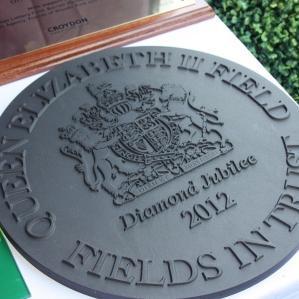 CROYDON
QUEEN ELIZABETH II FIELD
Diamond Jubilee
2012
FIELDS IN TRUST